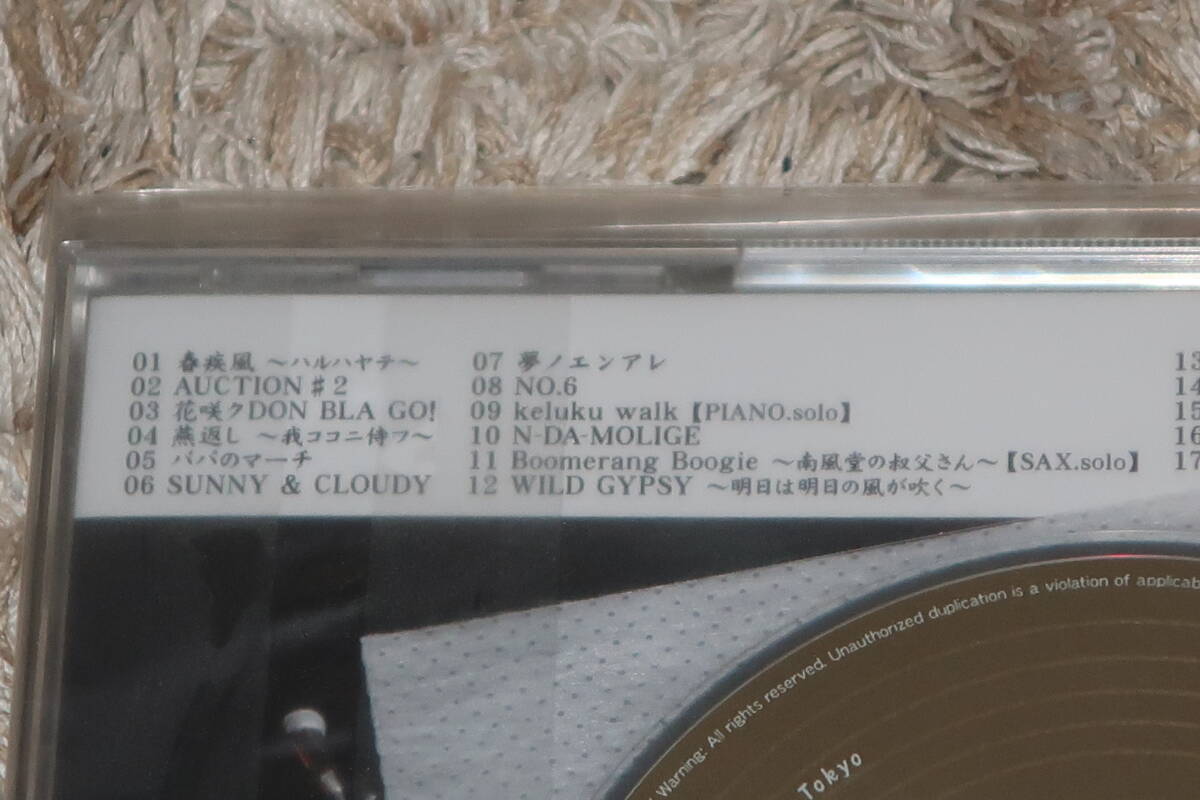 01 春疾風 〜ハルハヤテ〜
02 AUCTION♯2
03 花咲クDON BLA GO!
04 燕返し 〜我ココニ侍フ〜
05 パパのマーチ
06 SUNNY & CLOUDY
07 夢ノエンアレ
08 NO.6
09 keluku walk【PIANO.solo】
10 N-DA-MOLIGE
11 Boomerang Boogie 〜南風堂の叔父さん〜【SAX.solo】
12 WILD GYPSY 〜明日は明日の風が吹く〜
13
14
15
16
17
Warning: All rights reserved. Unauthorized duplication is a violation of
Tokyo